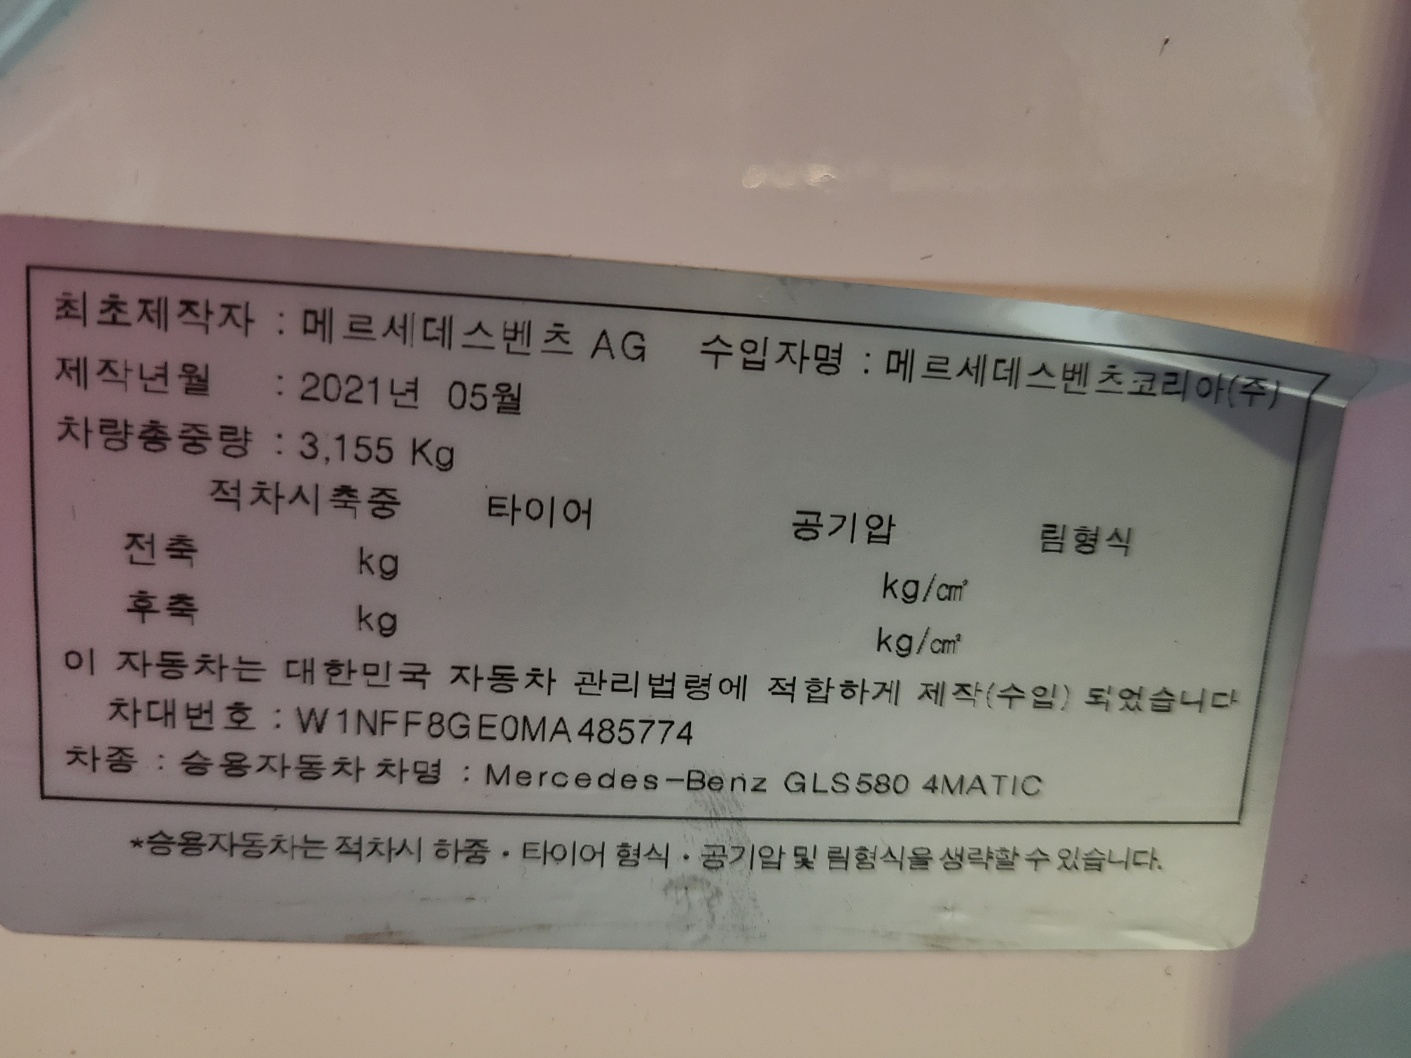 최초제작자 : 메르세데스벤츠 AG 수입자명 : 메르세데스벤츠코리아(주)
제작년월 : 2021년 05월
차량총중량 : 3,155 Kg
적차시축중 타이어 공기압 림형식
전축 kg kg/㎠
후축 kg kg/㎠
이 자동차는 대한민국 자동차 관리법령에 적합하게 제작(수입) 되었습니다
차대번호 : W1NFF8GE0MA485774
차종 : 승용자동차 차명 : Mercedes-Benz GLS580 4MATIC
*승용자동차는 적차시 하중·타이어 형식·공기압 및 림형식을 생략할 수 있습니다.